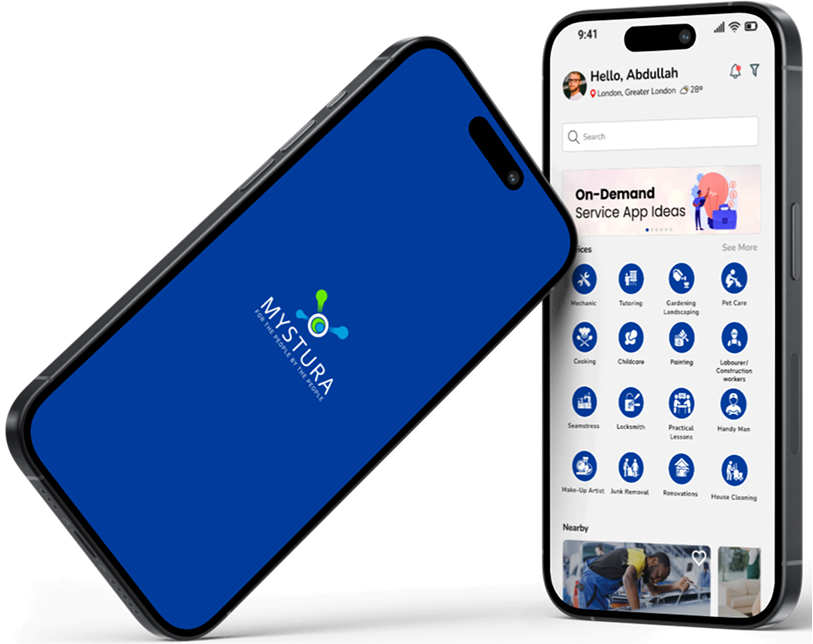 MYSTURA
FOR THE PEOPLE BY THE PEOPLE
9:41
Hello, Abdullah
London, Greater London 28º
Search
On-Demand
Service App Ideas
ices See More
Mechanic Tutoring Gardening Landscaping Pet Care
Cooking Childcare Painting Labourer/ Construction workers
Seamstress Locksmith Practical Lessons Handy Man
Make-Up Artist Junk Removal Renovations House Cleaning
Nearby